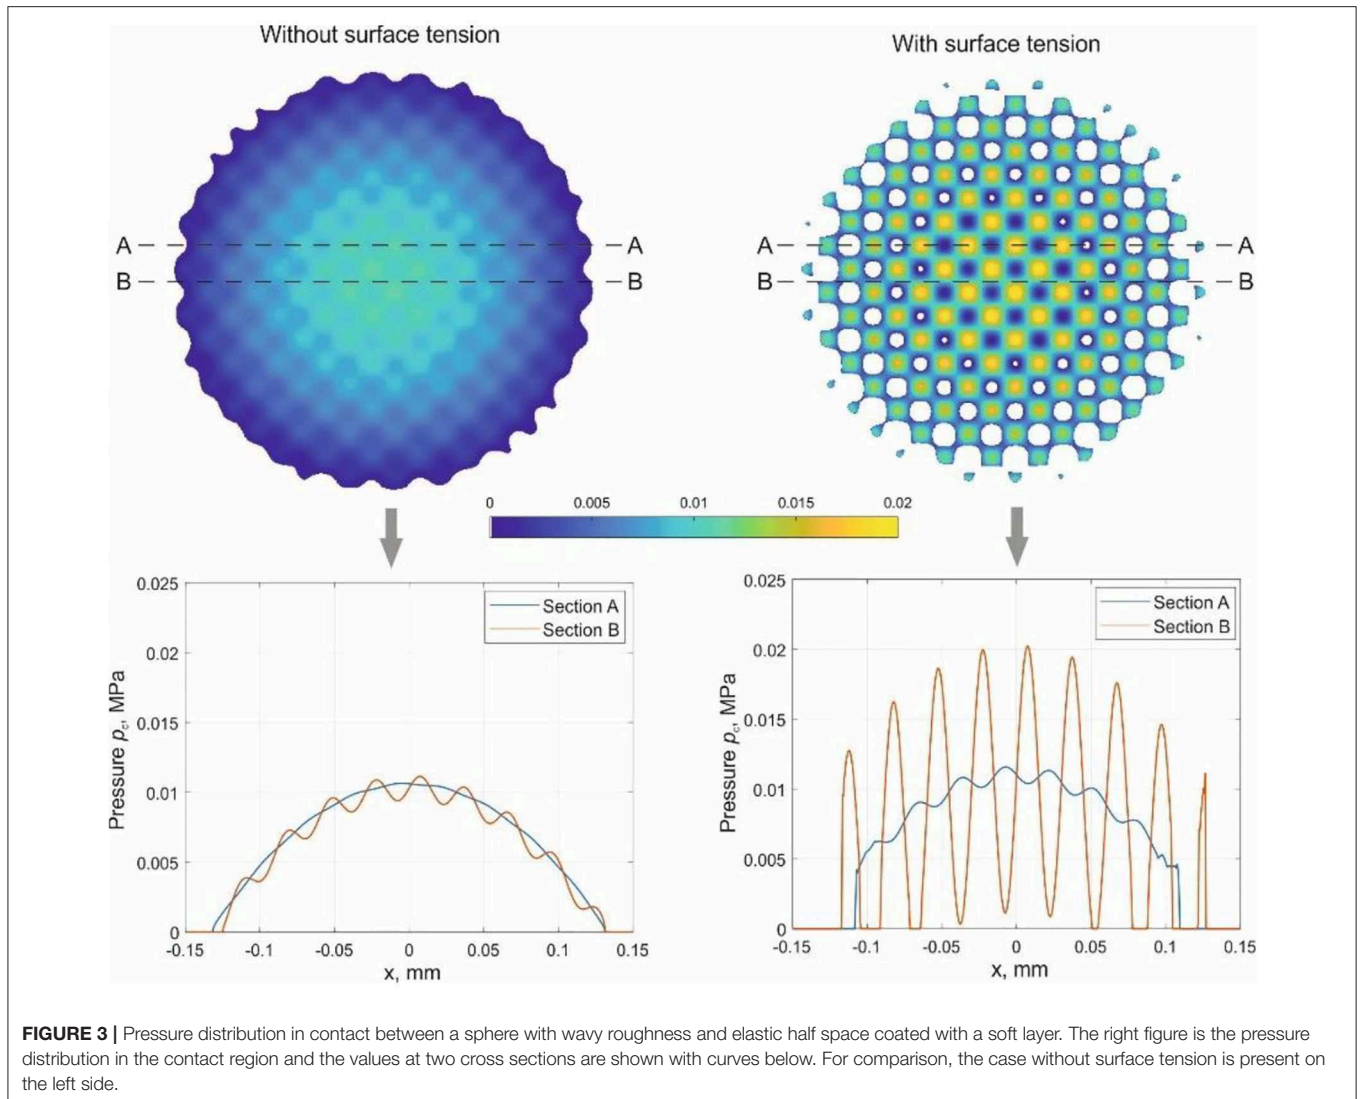 Without surface tension
With surface tension
A
A
B
B
A
A
B
B
0
0.005
0.01
0.015
0.02
0.025
0.02
0.015
0.01
0.005
0
Pressure p_c, MPa
Section A
Section B
-0.15
-0.1
-0.05
0
0.05
0.1
0.15
x, mm
0.025
0.02
0.015
0.01
0.005
0
Pressure p_c, MPa
Section A
Section B
-0.15
-0.1
-0.05
0
0.05
0.1
0.15
x, mm
FIGURE 3 | Pressure distribution in contact between a sphere with wavy roughness and elastic half space coated with a soft layer. The right figure is the pressure
distribution in the contact region and the values at two cross sections are shown with curves below. For comparison, the case without surface tension is present on
the left side.